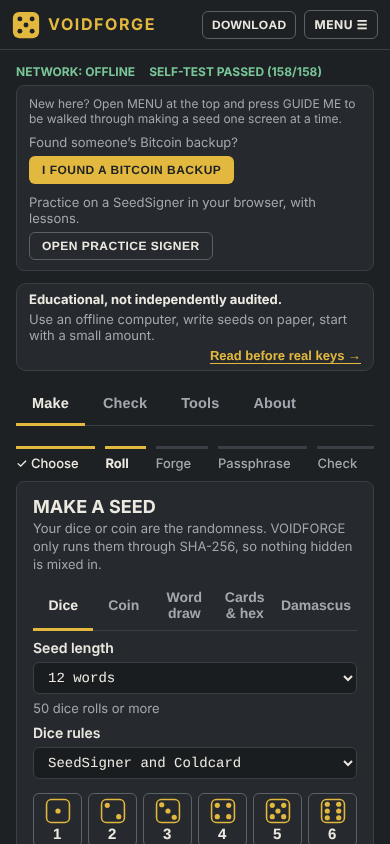 VOIDFORGE
DOWNLOAD
MENU ☰
NETWORK: OFFLINE SELF-TEST PASSED (158/158)
New here? Open MENU at the top and press GUIDE ME to
be walked through making a seed one screen at a time.
Found someone's Bitcoin backup?
I FOUND A BITCOIN BACKUP
Practice on a SeedSigner in your browser, with
lessons.
OPEN PRACTICE SIGNER
Educational, not independently audited.
Use an offline computer, write seeds on paper, start
with a small amount.
Read before real keys →
Make Check Tools About
✓ Choose Roll Forge Passphrase Check
MAKE A SEED
Your dice or coin are the randomness. VOIDFORGE
only runs them through SHA-256, so nothing hidden
is mixed in.
Dice
Coin
Word
draw
Cards
& hex
Damascus
Seed length
12 words
50 dice rolls or more
Dice rules
SeedSigner and Coldcard
1 2 3 4 5 6